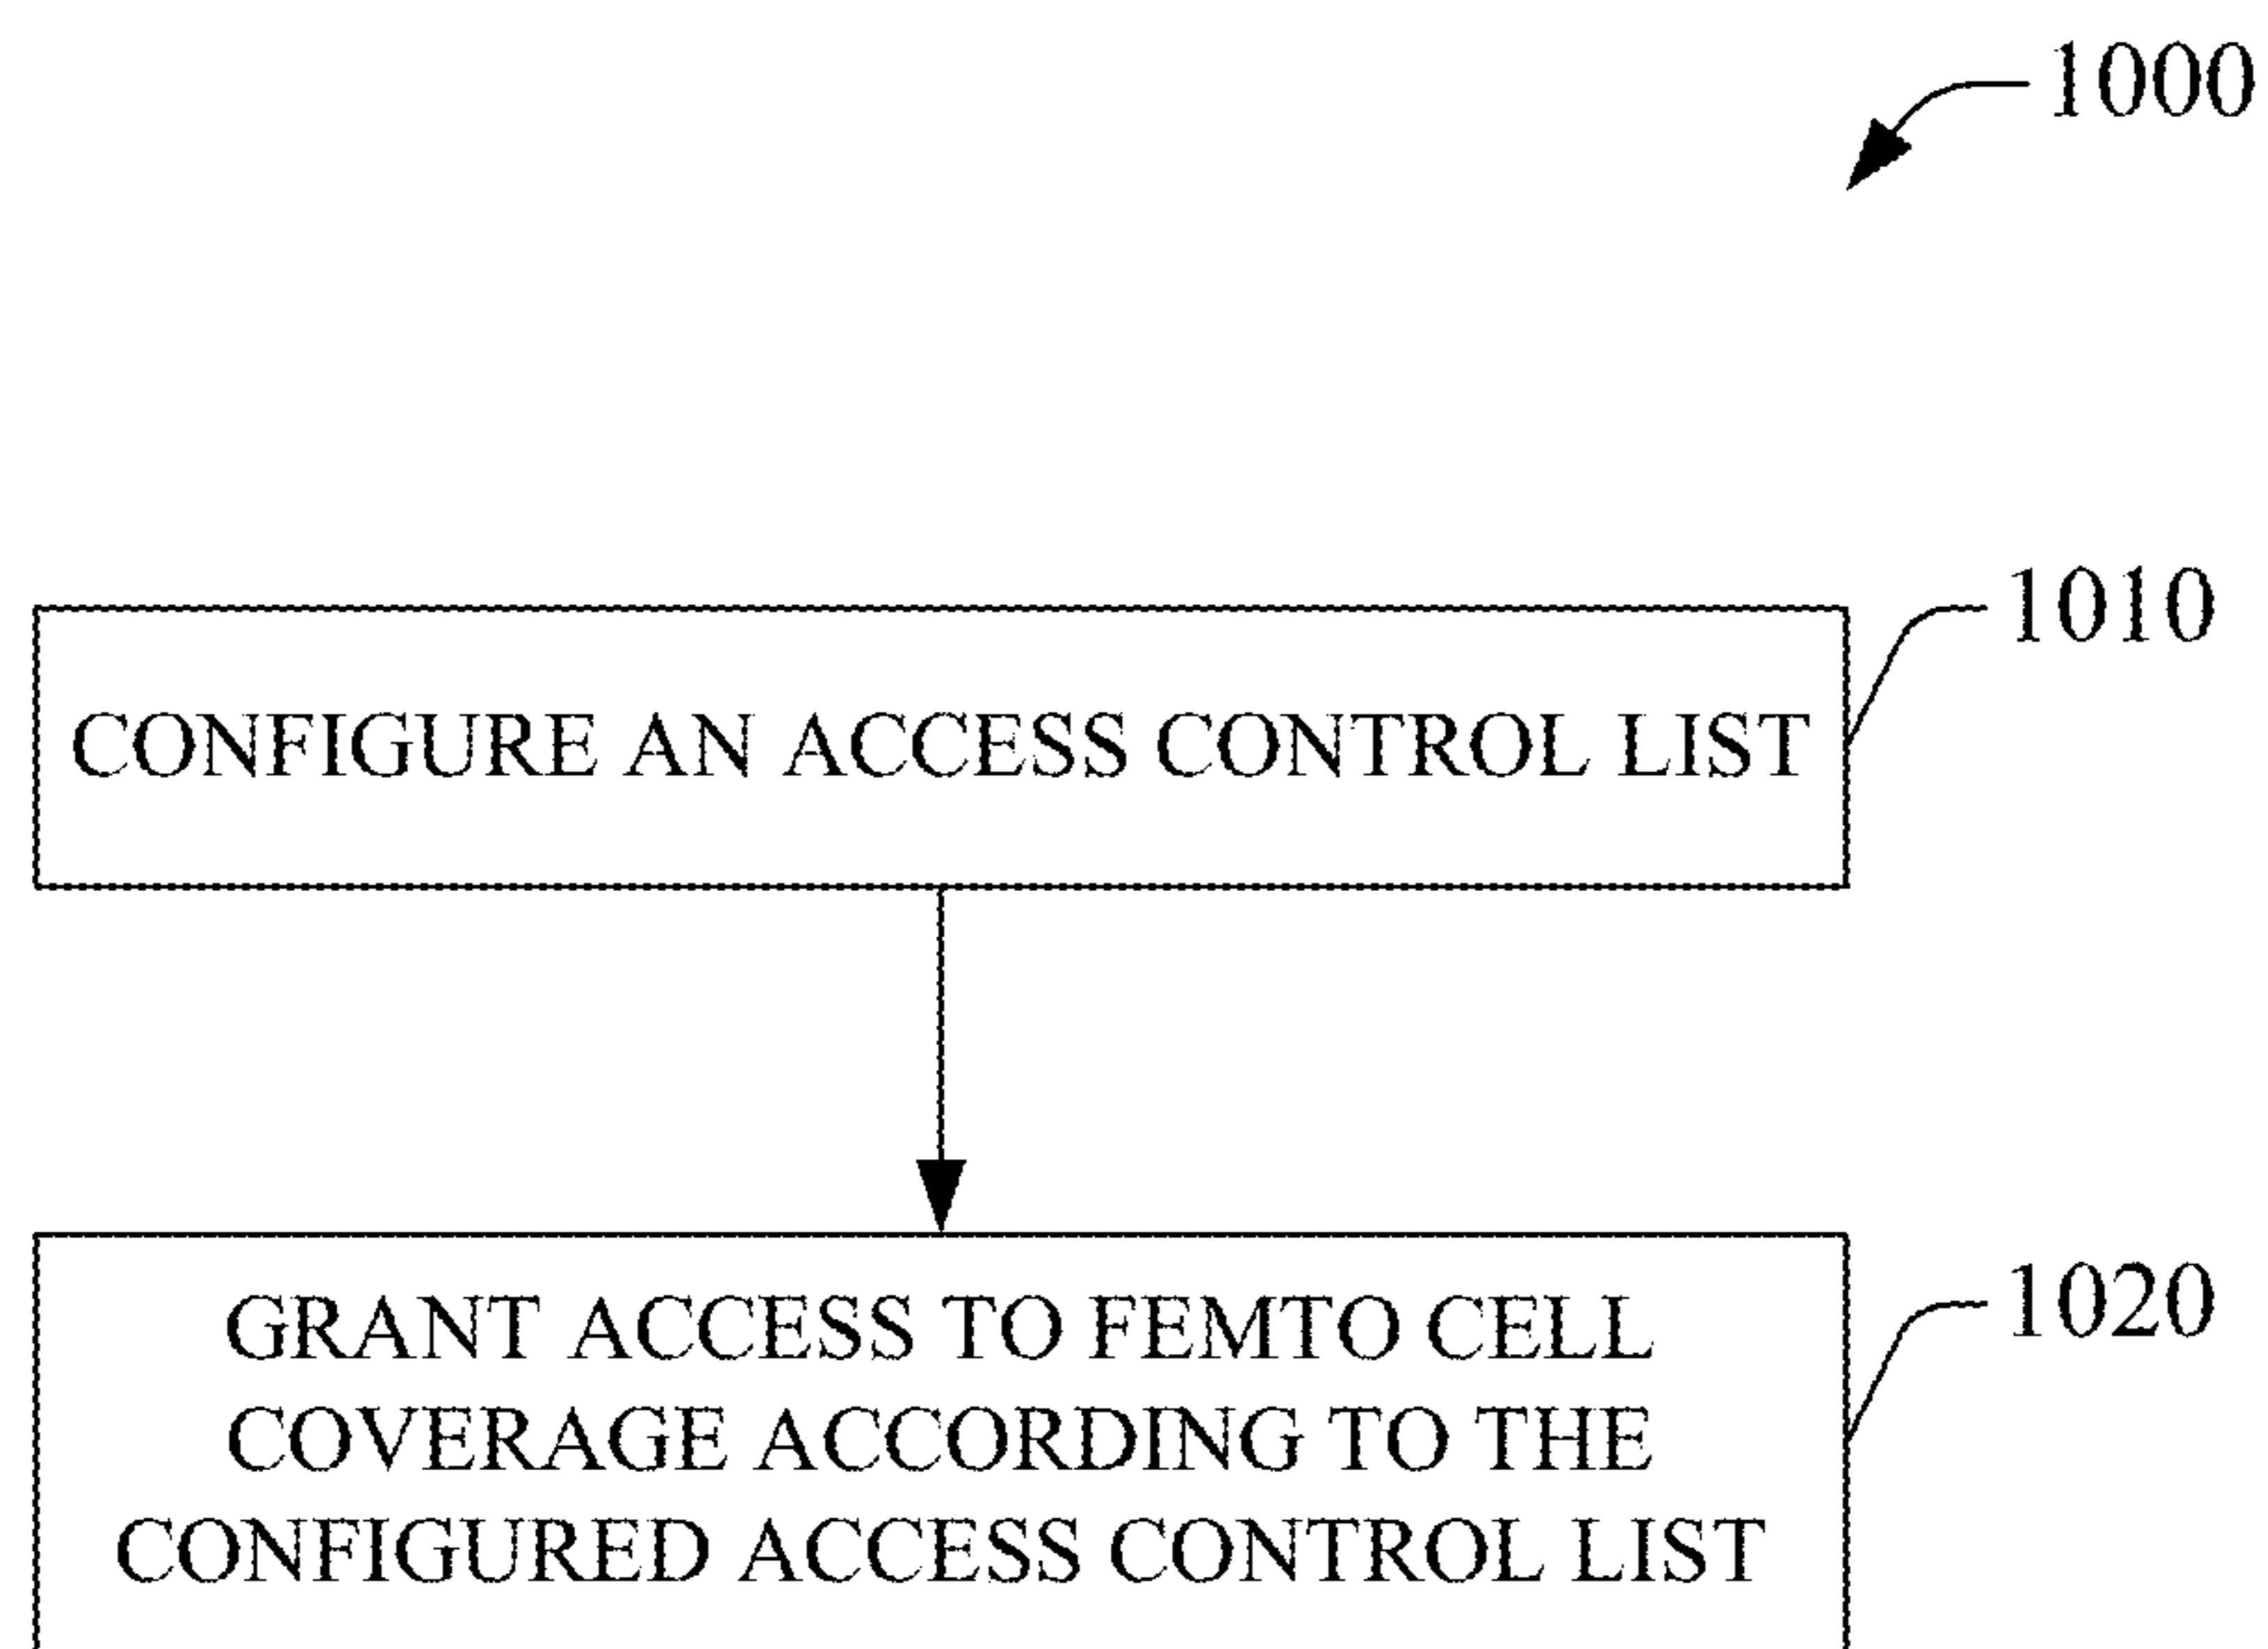 1000
1010
CONFIGURE AN ACCESS CONTROL LIST
1020
GRANT ACCESS TO FEMTO CELL
COVERAGE ACCORDING TO THE
CONFIGURED ACCESS CONTROL LIST